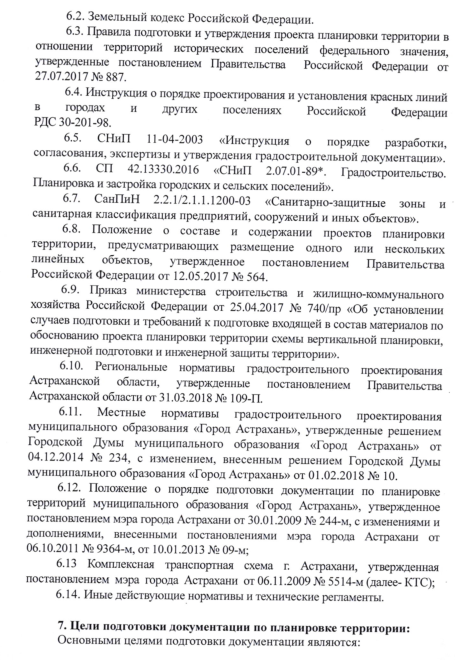 6.2. Земельный кодекс Российской Федерации.
6.3. Правила подготовки и утверждения проекта планировки территории в
отношении территорий исторических поселений федерального значения,
утвержденные постановлением Правительства Российской Федерации от
27.07.2017 № 887.
6.4. Инструкция о порядке проектирования и установления красных линий
в городах и других поселениях Российской Федерации
РДС 30-201-98.
6.5. СНиП 11-04-2003 «Инструкция о порядке разработки,
согласования, экспертизы и утверждения градостроительной документации».
6.6. СП 42.13330.2016 «СНиП 2.07.01-89*. Градостроительство.
Планировка и застройка городских и сельских поселений».
6.7. СанПиН 2.2.1/2.1.1.1200-03 «Санитарно-защитные зоны и
санитарная классификация предприятий, сооружений и иных объектов».
6.8. Положение о составе и содержании проектов планировки
территории, предусматривающих размещение одного или нескольких
линейных объектов, утвержденное постановлением Правительства
Российской Федерации от 12.05.2017 № 564.
6.9. Приказ министерства строительства и жилищно-коммунального
хозяйства Российской Федерации от 25.04.2017 № 740/пр «Об установлении
случаев подготовки и требований к подготовке входящей в состав материалов по
обоснованию проекта планировки территории схемы вертикальной планировки,
инженерной подготовки и инженерной защиты территории».
6.10. Региональные нормативы градостроительного проектирования
Астраханской области, утвержденные постановлением Правительства
Астраханской области от 31.03.2018 № 109-П.
6.11. Местные нормативы градостроительного проектирования
муниципального образования «Город Астрахань», утвержденные решением
Городской Думы муниципального образования «Город Астрахань» от
04.12.2014 № 234, с изменением, внесенным решением Городской Думы
муниципального образования «Город Астрахань» от 01.02.2018 № 10.
6.12. Положение о порядке подготовки документации по планировке
территорий муниципального образования «Город Астрахань», утвержденное
постановлением мэра города Астрахани от 30.01.2009 № 244-м, с изменениями и
дополнениями, внесенными постановлениями мэра города Астрахани от
06.10.2011 № 9364-м, от 10.01.2013 № 09-м;
6.13 Комплексная транспортная схема г. Астрахани, утвержденная
постановлением мэра города Астрахани от 06.11.2009 № 5514-м (далее- КТС);
6.14. Иные действующие нормативы и технические регламенты.
7. Цели подготовки документации по планировке территории:
Основными целями подготовки документации являются: